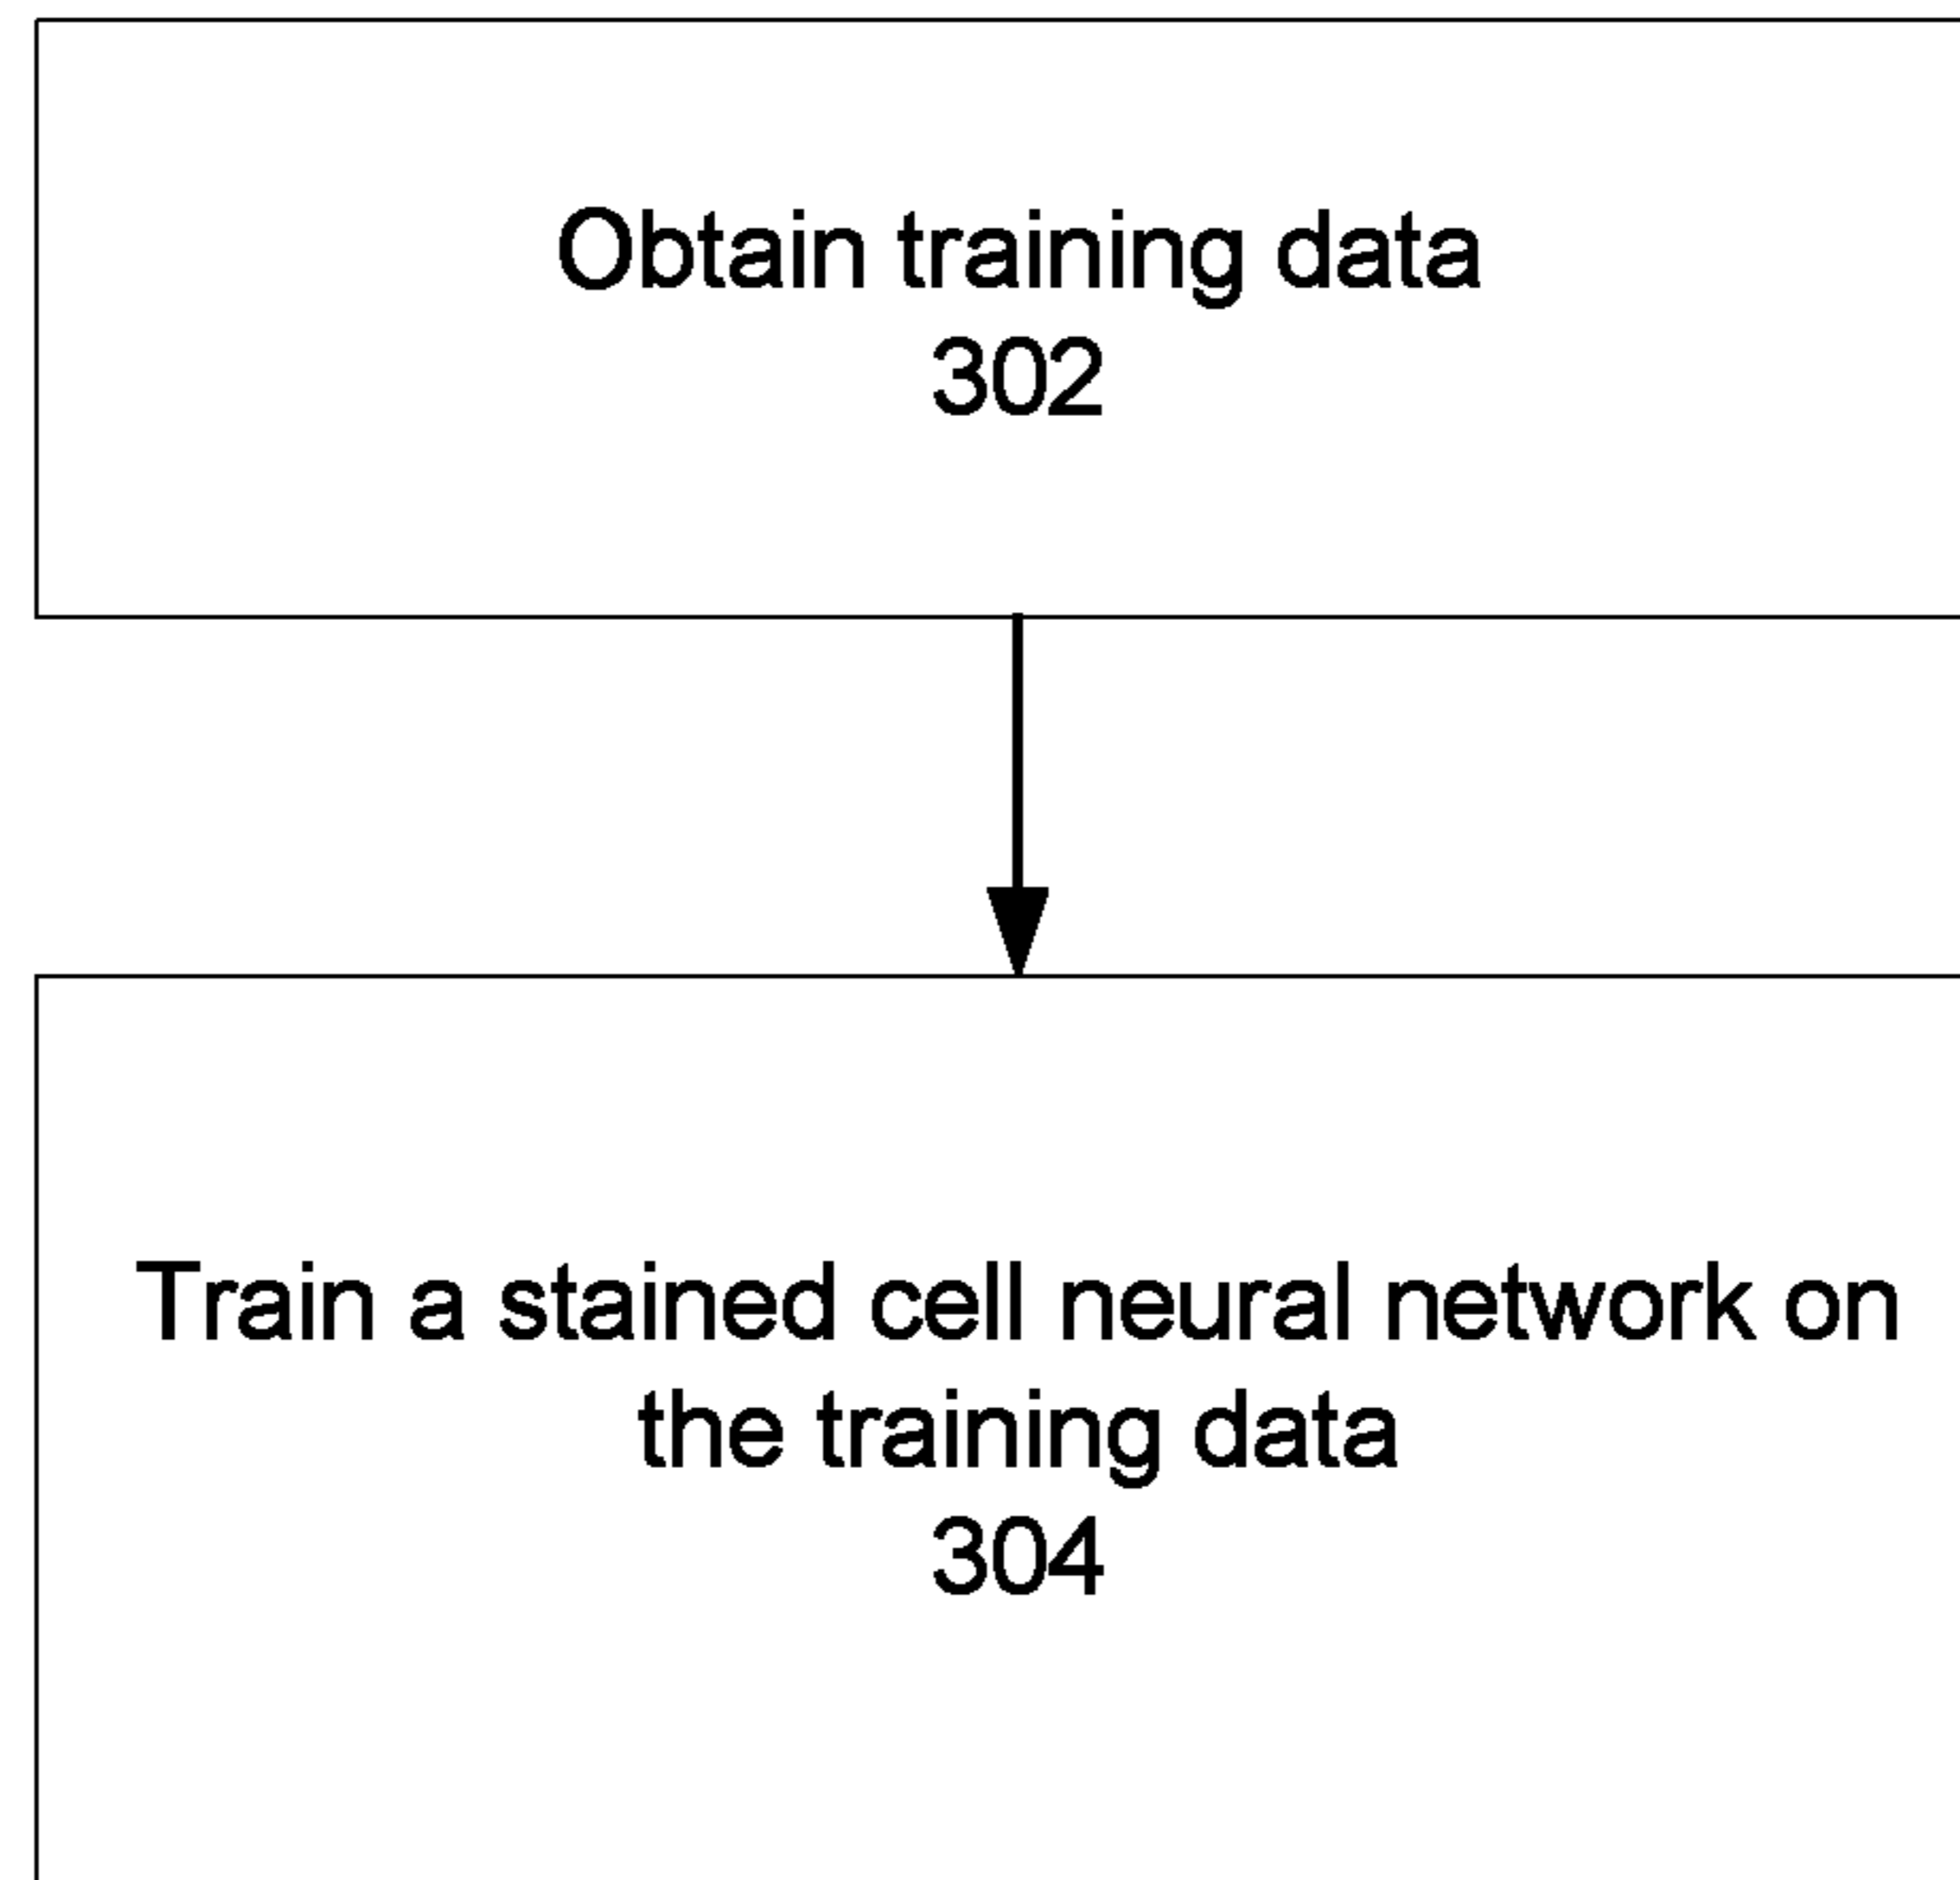 Obtain training data
302
Train a stained cell neural network on
the training data
304